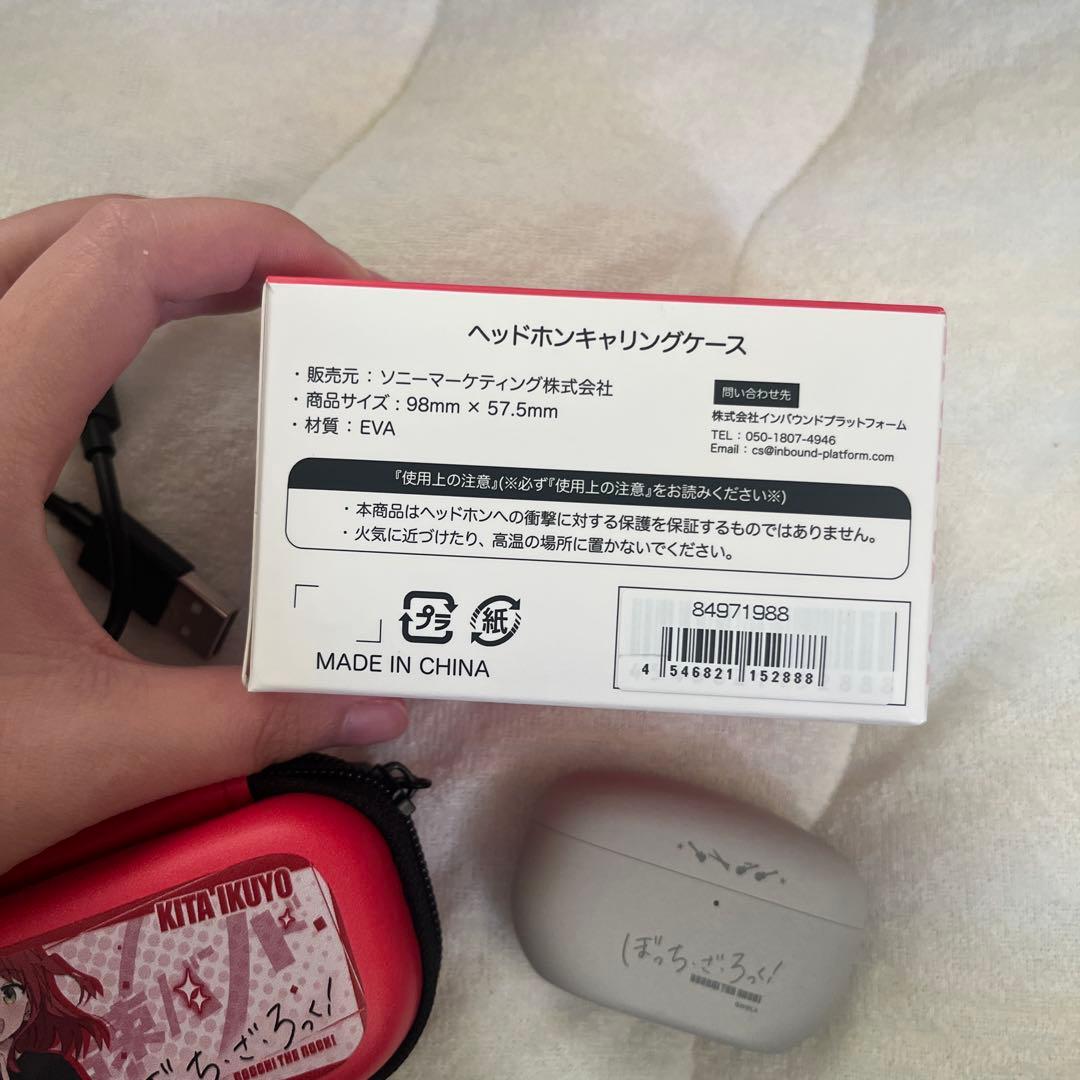 ヘッドホンキャリングケース
・販売元：ソニーマーケティング株式会社
・商品サイズ：98mm × 57.5mm
・材質：EVA
問い合わせ先
株式会社インバウンドプラットフォーム
TEL：050-1807-4946
Email：cs@inbound-platform.com
『使用上の注意』(※必ず『使用上の注意』をお読みください※)
・本商品はヘッドホンへの衝撃に対する保護を保証するものではありません。
・火気に近づけたり、高温の場所に置かないでください。
プラ
紙
MADE IN CHINA
84971988
4 546821 152888
KITA IKUYO
バンド
ぼっち・ざ・ろっく!
BOCCHI THE ROCK!
ぼっち・ざ・ろっく!
BOCCHI THE ROCK!